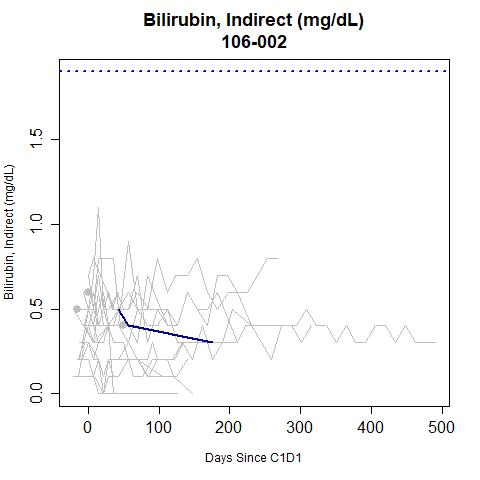 Bilirubin, Indirect (mg/dL)
106-002
Bilirubin, Indirect (mg/dL)
1.5
1.0
0.5
0.0
0 100 200 300 400 500
Days Since C1D1